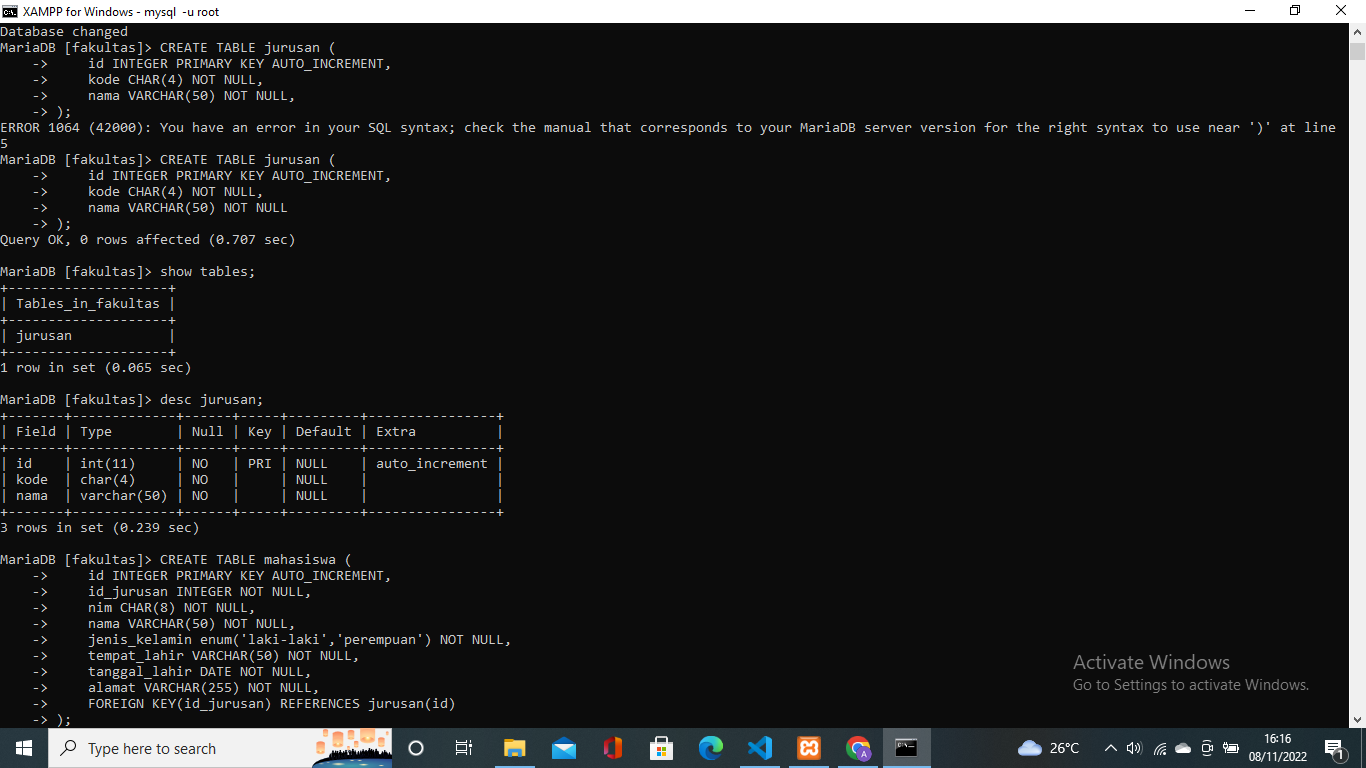 XAMPP for Windows - mysql  -u root
Database changed
MariaDB [fakultas]> CREATE TABLE jurusan (
    ->     id INTEGER PRIMARY KEY AUTO_INCREMENT,
    ->     kode CHAR(4) NOT NULL,
    ->     nama VARCHAR(50) NOT NULL,
    -> );
ERROR 1064 (42000): You have an error in your SQL syntax; check the manual that corresponds to your MariaDB server version for the right syntax to use near ')' at line
5
MariaDB [fakultas]> CREATE TABLE jurusan (
    ->     id INTEGER PRIMARY KEY AUTO_INCREMENT,
    ->     kode CHAR(4) NOT NULL,
    ->     nama VARCHAR(50) NOT NULL
    -> );
Query OK, 0 rows affected (0.707 sec)

MariaDB [fakultas]> show tables;
+--------------------+
| Tables_in_fakultas |
+--------------------+
| jurusan            |
+--------------------+
1 row in set (0.065 sec)

MariaDB [fakultas]> desc jurusan;
+-------+-------------+------+-----+---------+----------------+
| Field | Type        | Null | Key | Default | Extra          |
+-------+-------------+------+-----+---------+----------------+
| id    | int(11)     | NO   | PRI | NULL    | auto_increment |
| kode  | char(4)     | NO   |     | NULL    |                |
| nama  | varchar(50) | NO   |     | NULL    |                |
+-------+-------------+------+-----+---------+----------------+
3 rows in set (0.239 sec)

MariaDB [fakultas]> CREATE TABLE mahasiswa (
    ->     id INTEGER PRIMARY KEY AUTO_INCREMENT,
    ->     id_jurusan INTEGER NOT NULL,
    ->     nim CHAR(8) NOT NULL,
    ->     nama VARCHAR(50) NOT NULL,
    ->     jenis_kelamin enum('laki-laki','perempuan') NOT NULL,
    ->     tempat_lahir VARCHAR(50) NOT NULL,
    ->     tanggal_lahir DATE NOT NULL,
    ->     alamat VARCHAR(255) NOT NULL,
    ->     FOREIGN KEY(id_jurusan) REFERENCES jurusan(id)
    -> );
Activate Windows
Go to Settings to activate Windows.
Type here to search
26°C
16:16
08/11/2022
1